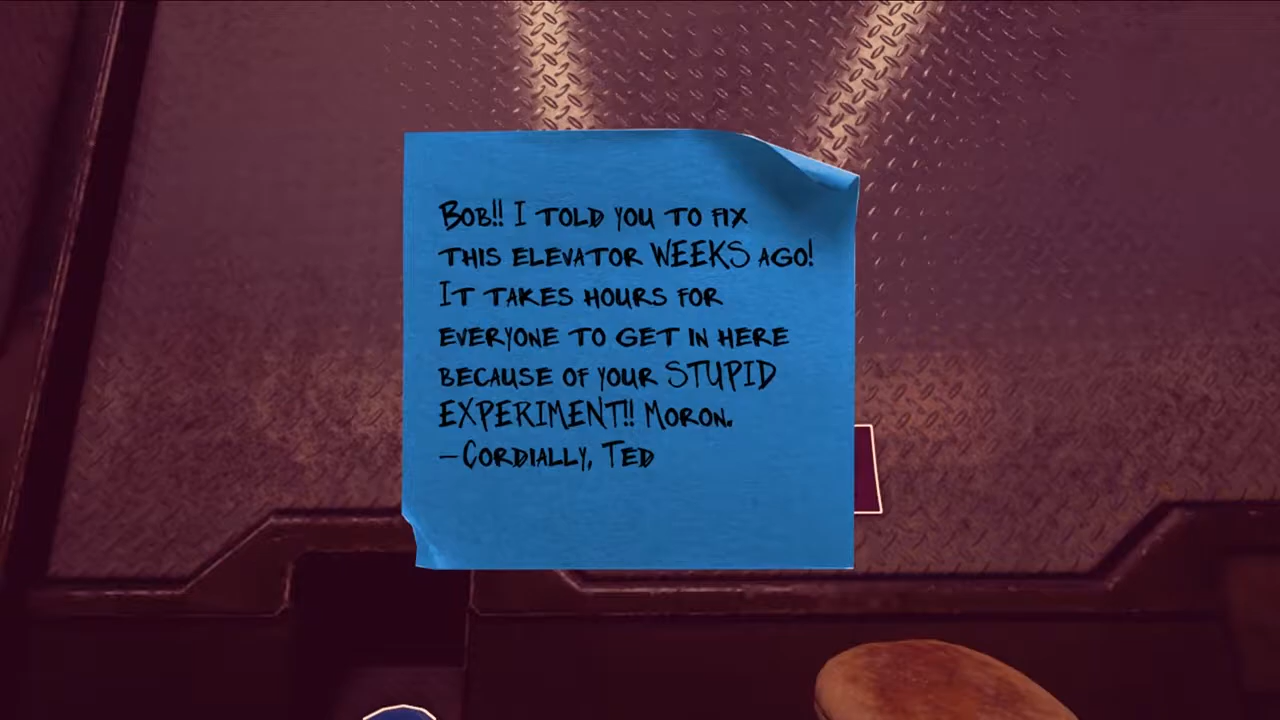 Bob!! I told you to fix
this elevator WEEKS ago!
It takes hours for
everyone to get in here
because of your STUPID
EXPERIMENT!! Moron.
—Cordially, Ted